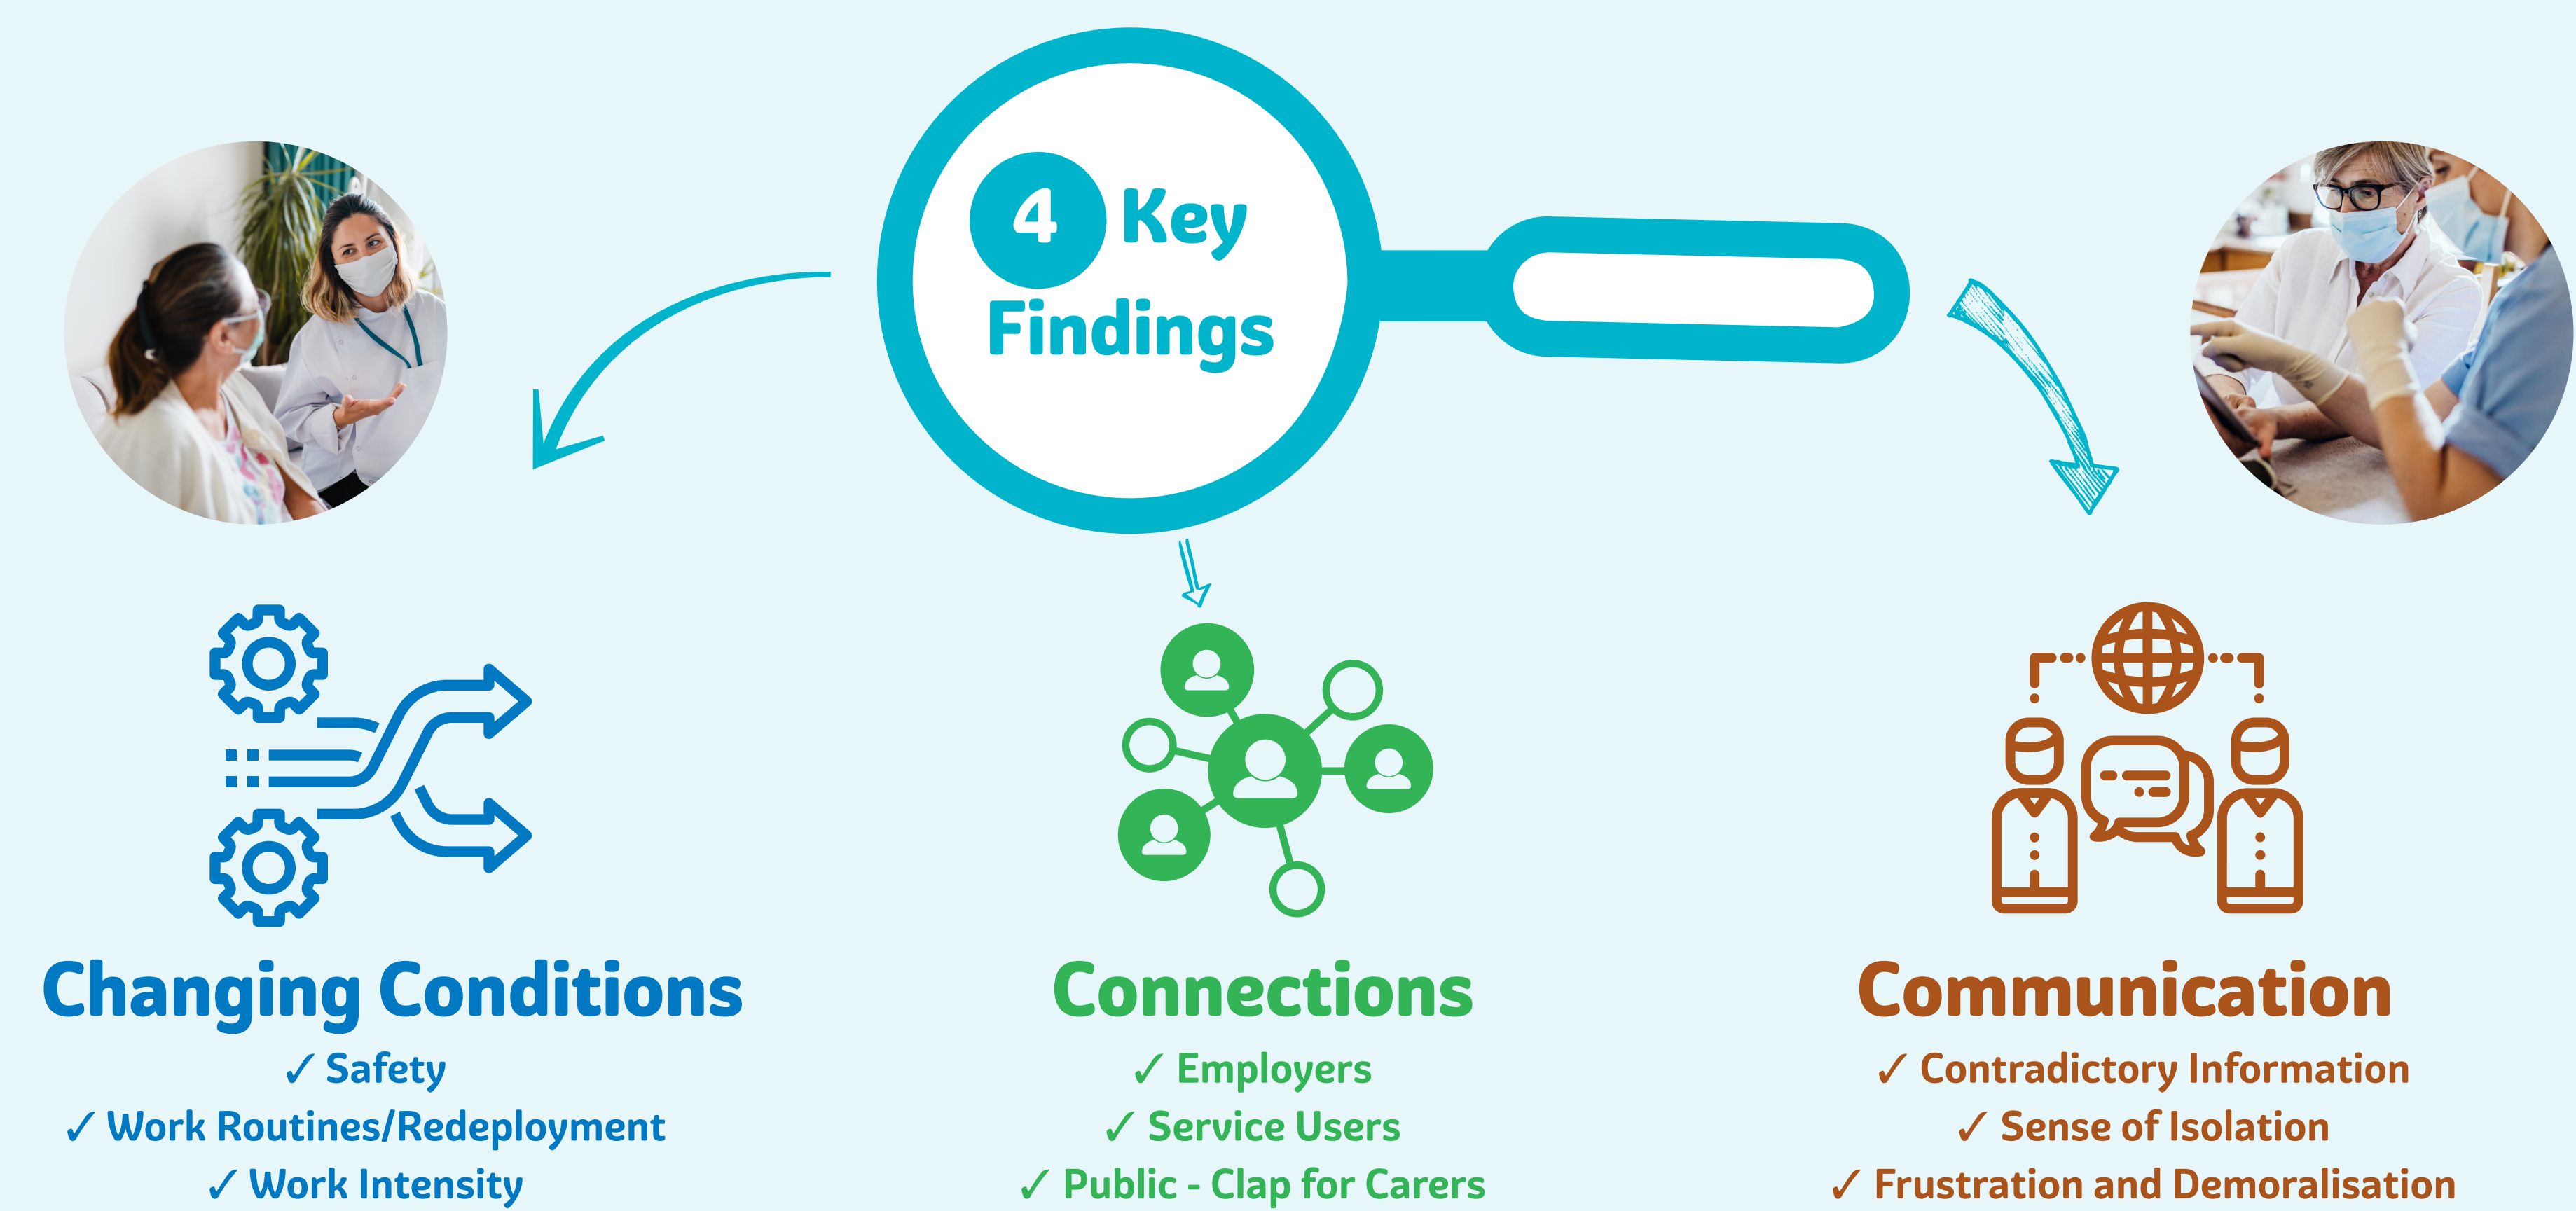 4 Key
Findings
Changing Conditions
✓ Safety
✓ Work Routines/Redeployment
✓ Work Intensity
Connections
✓ Employers
✓ Service Users
✓ Public - Clap for Carers
Communication
✓ Contradictory Information
✓ Sense of Isolation
✓ Frustration and Demoralisation